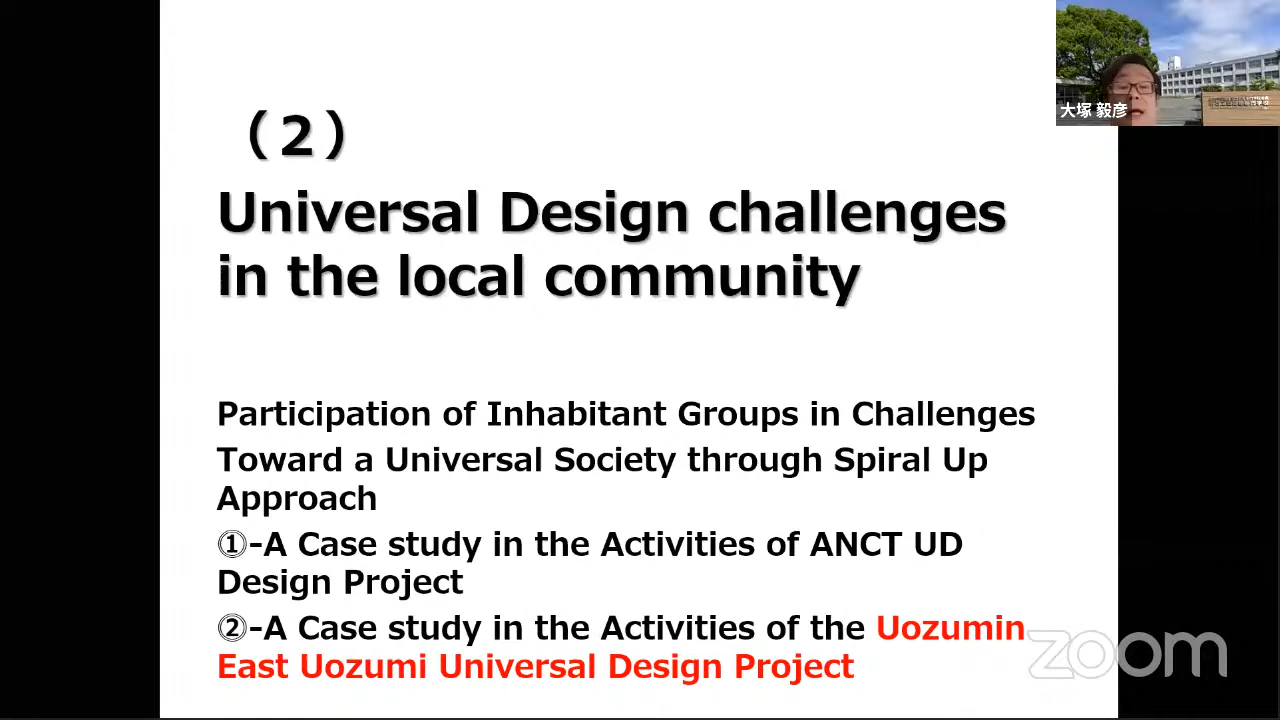 （2）
Universal Design challenges
in the local community
Participation of Inhabitant Groups in Challenges
Toward a Universal Society through Spiral Up
Approach
①-A Case study in the Activities of ANCT UD
Design Project
②-A Case study in the Activities of the Uozumin
East Uozumi Universal Design Project
大塚 毅彦
zoom